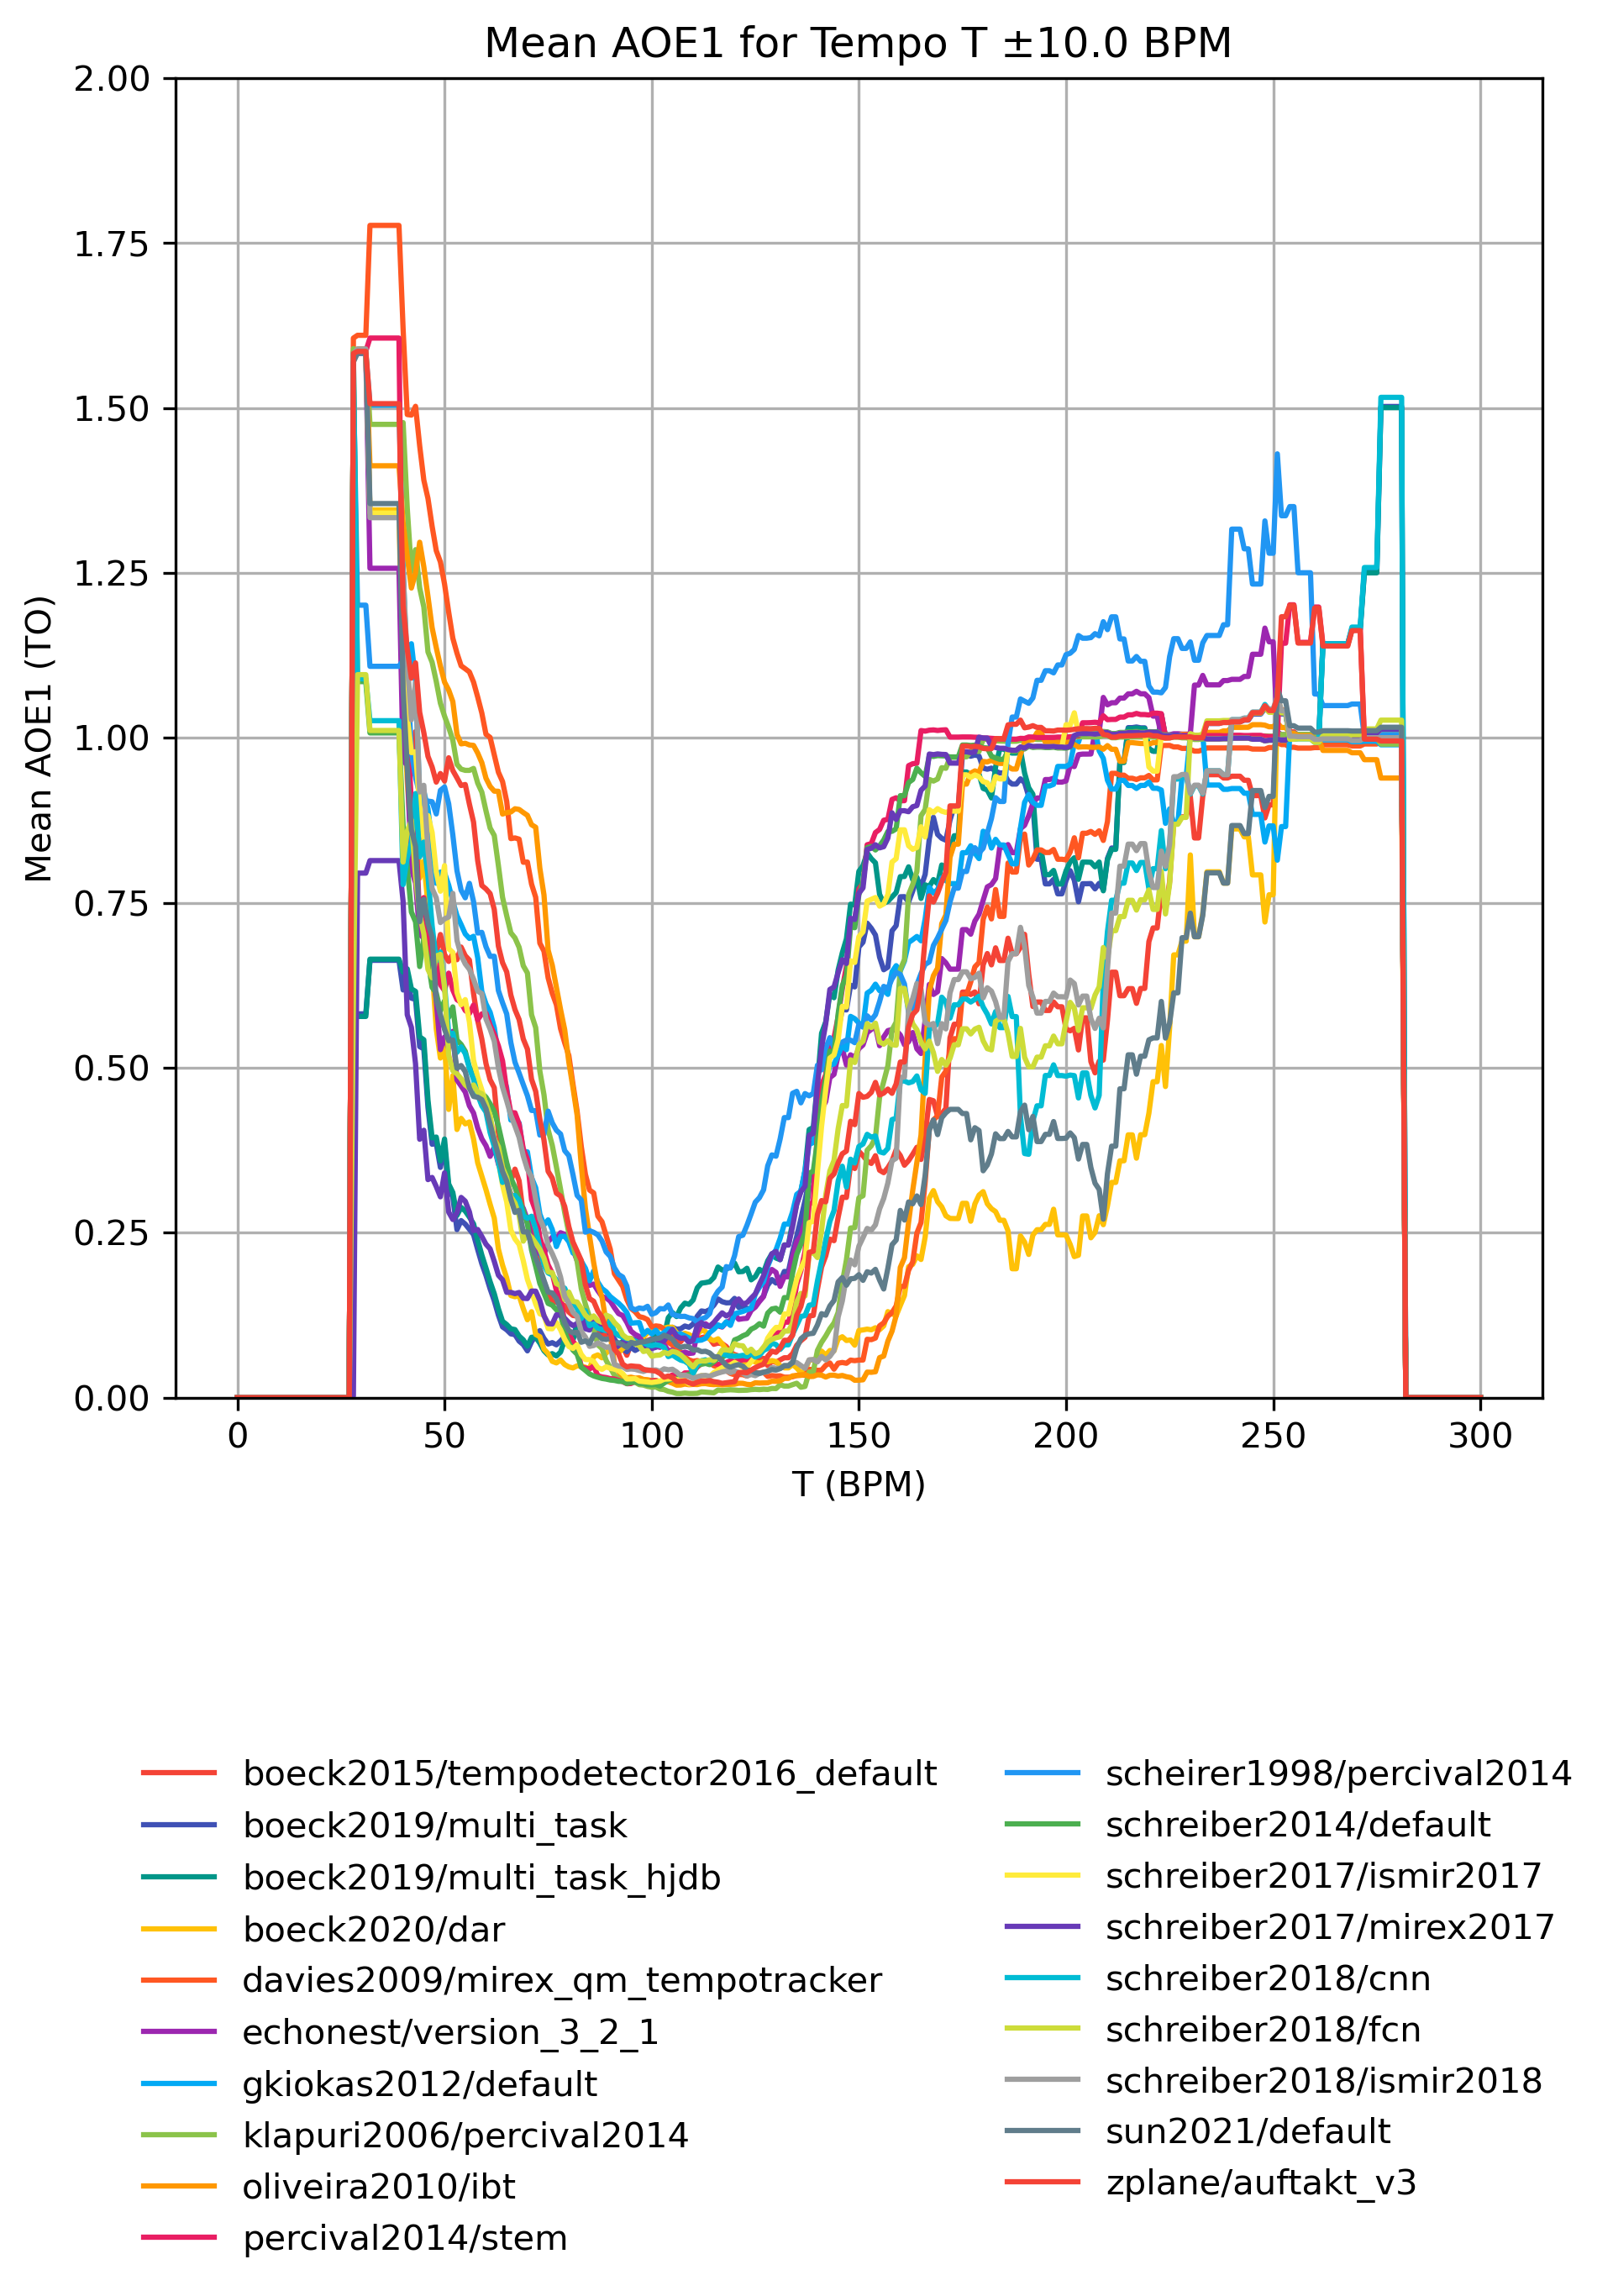 Mean AOE1 for Tempo T ±10.0 BPM
2.00
1.75
1.50
1.25
1.00
0.75
0.50
0.25
0.00
Mean AOE1 (TO)
0 50 100 150 200 250 300
T (BPM)
boeck2015/tempodetector2016_default
boeck2019/multi_task
boeck2019/multi_task_hjdb
boeck2020/dar
davies2009/mirex_qm_tempotracker
echonest/version_3_2_1
gkiokas2012/default
klapuri2006/percival2014
oliveira2010/ibt
percival2014/stem
scheirer1998/percival2014
schreiber2014/default
schreiber2017/ismir2017
schreiber2017/mirex2017
schreiber2018/cnn
schreiber2018/fcn
schreiber2018/ismir2018
sun2021/default
zplane/auftakt_v3